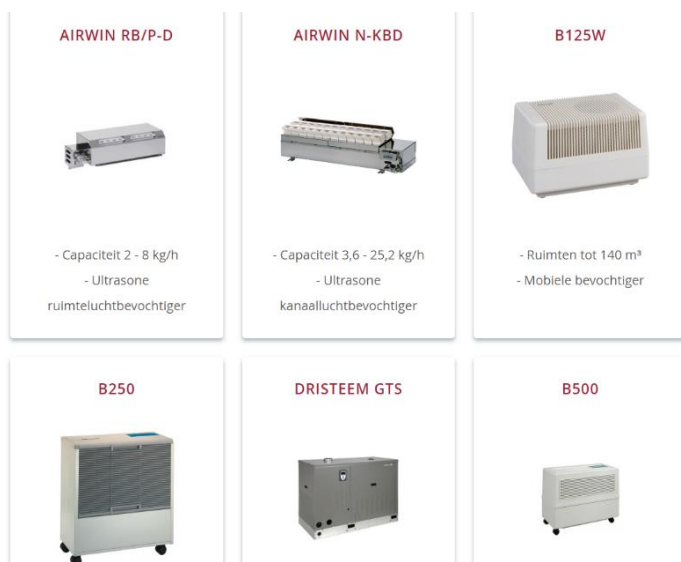 AIRWIN RB/P-D
AIRWIN N-KBD
B125W
- Capaciteit 2 - 8 kg/h
- Ultrasone
ruimteluchtbevochtiger
- Capaciteit 3,6 - 25,2 kg/h
- Ultrasone
kanaalluchtbevochtiger
- Ruimten tot 140 m³
- Mobiele bevochtiger
B250
DRISTEEM GTS
B500